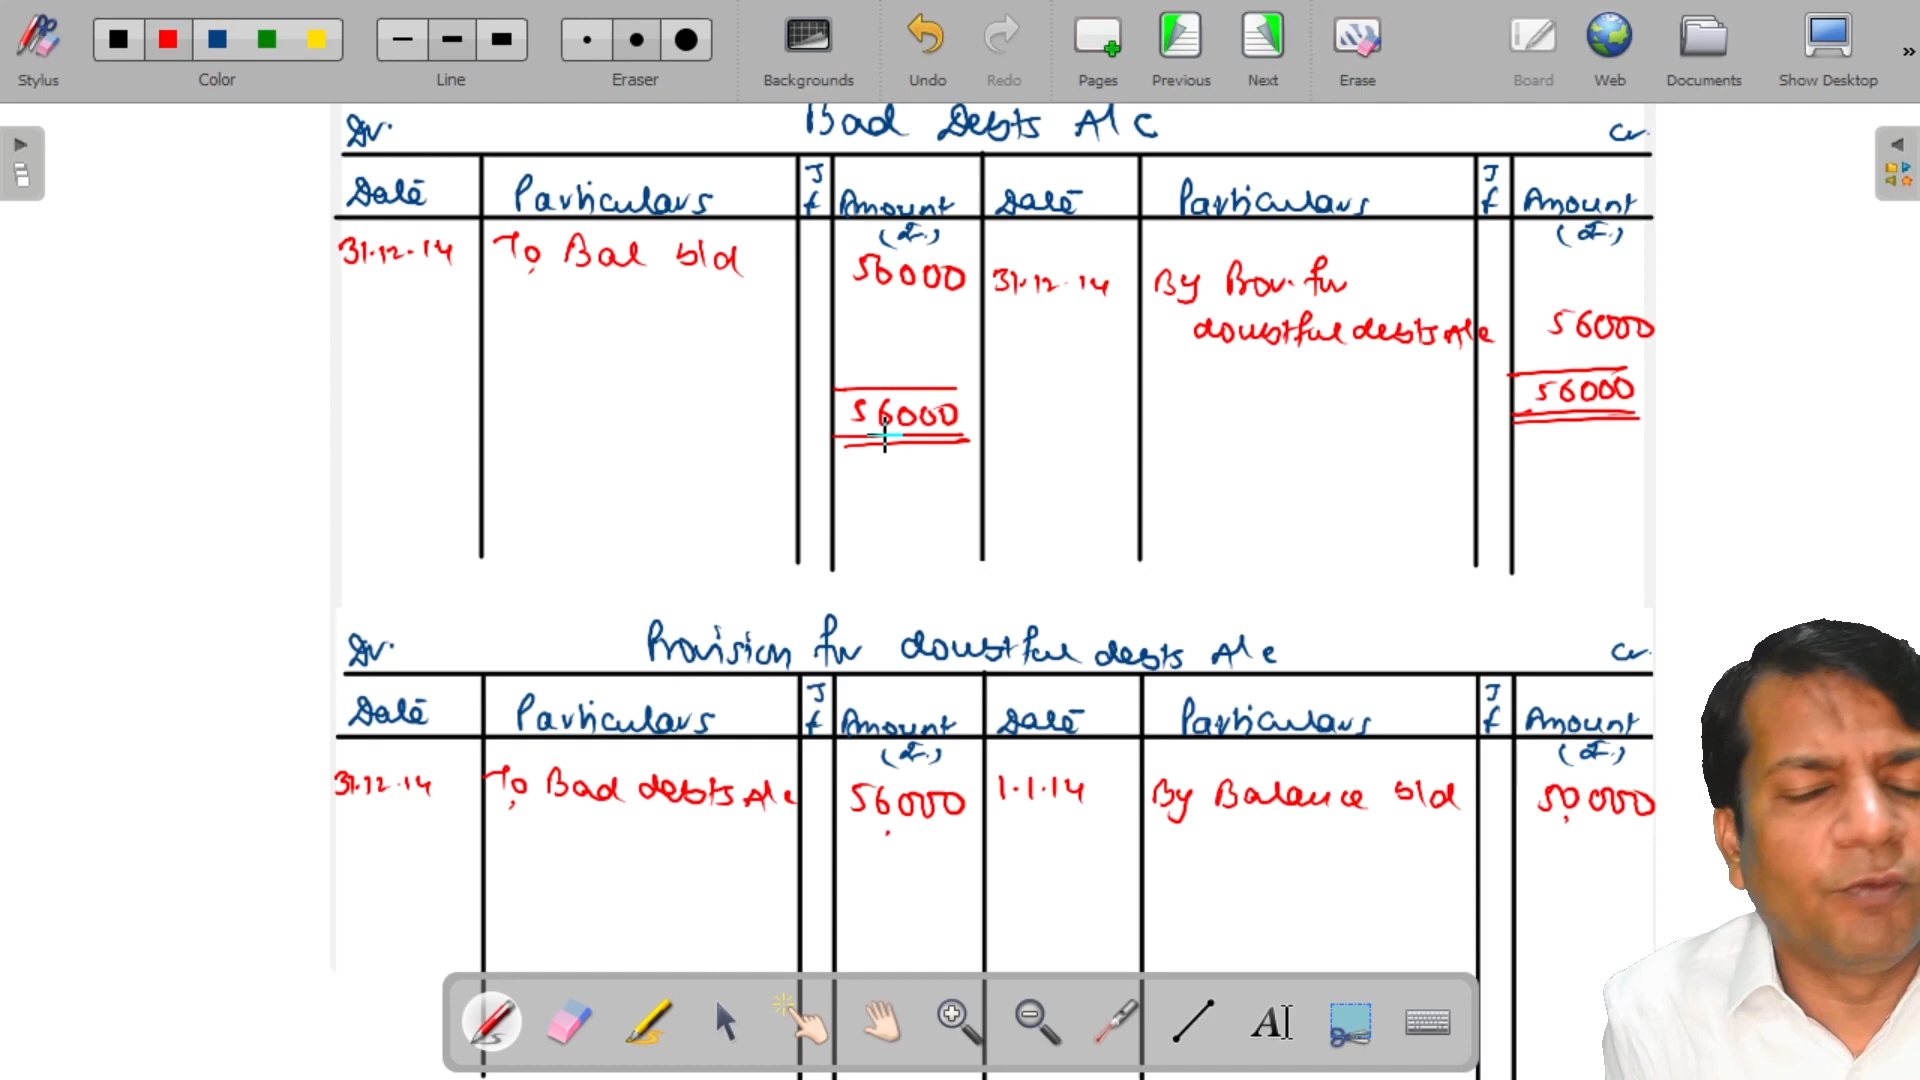 Stylus Color Line Eraser Backgrounds Undo Redo Pages Previous Next Erase Board Web Documents Show Desktop »
Bad Debts A/c
Dr. Cr.
Date Particulars J f Amount (₹.) Date Particulars J f Amount (₹.)
31.12.14 To Bal b/d 56000 31.12.14 By Prov. for
doubtful debts A/c 56000
56000 56000
Provision for doubtful debts A/c
Dr. Cr.
Date Particulars J f Amount (₹.) Date Particulars J f Amount (₹.)
31.12.14 To Bad debts A/c 56000 1.1.14 By Balance b/d 50000